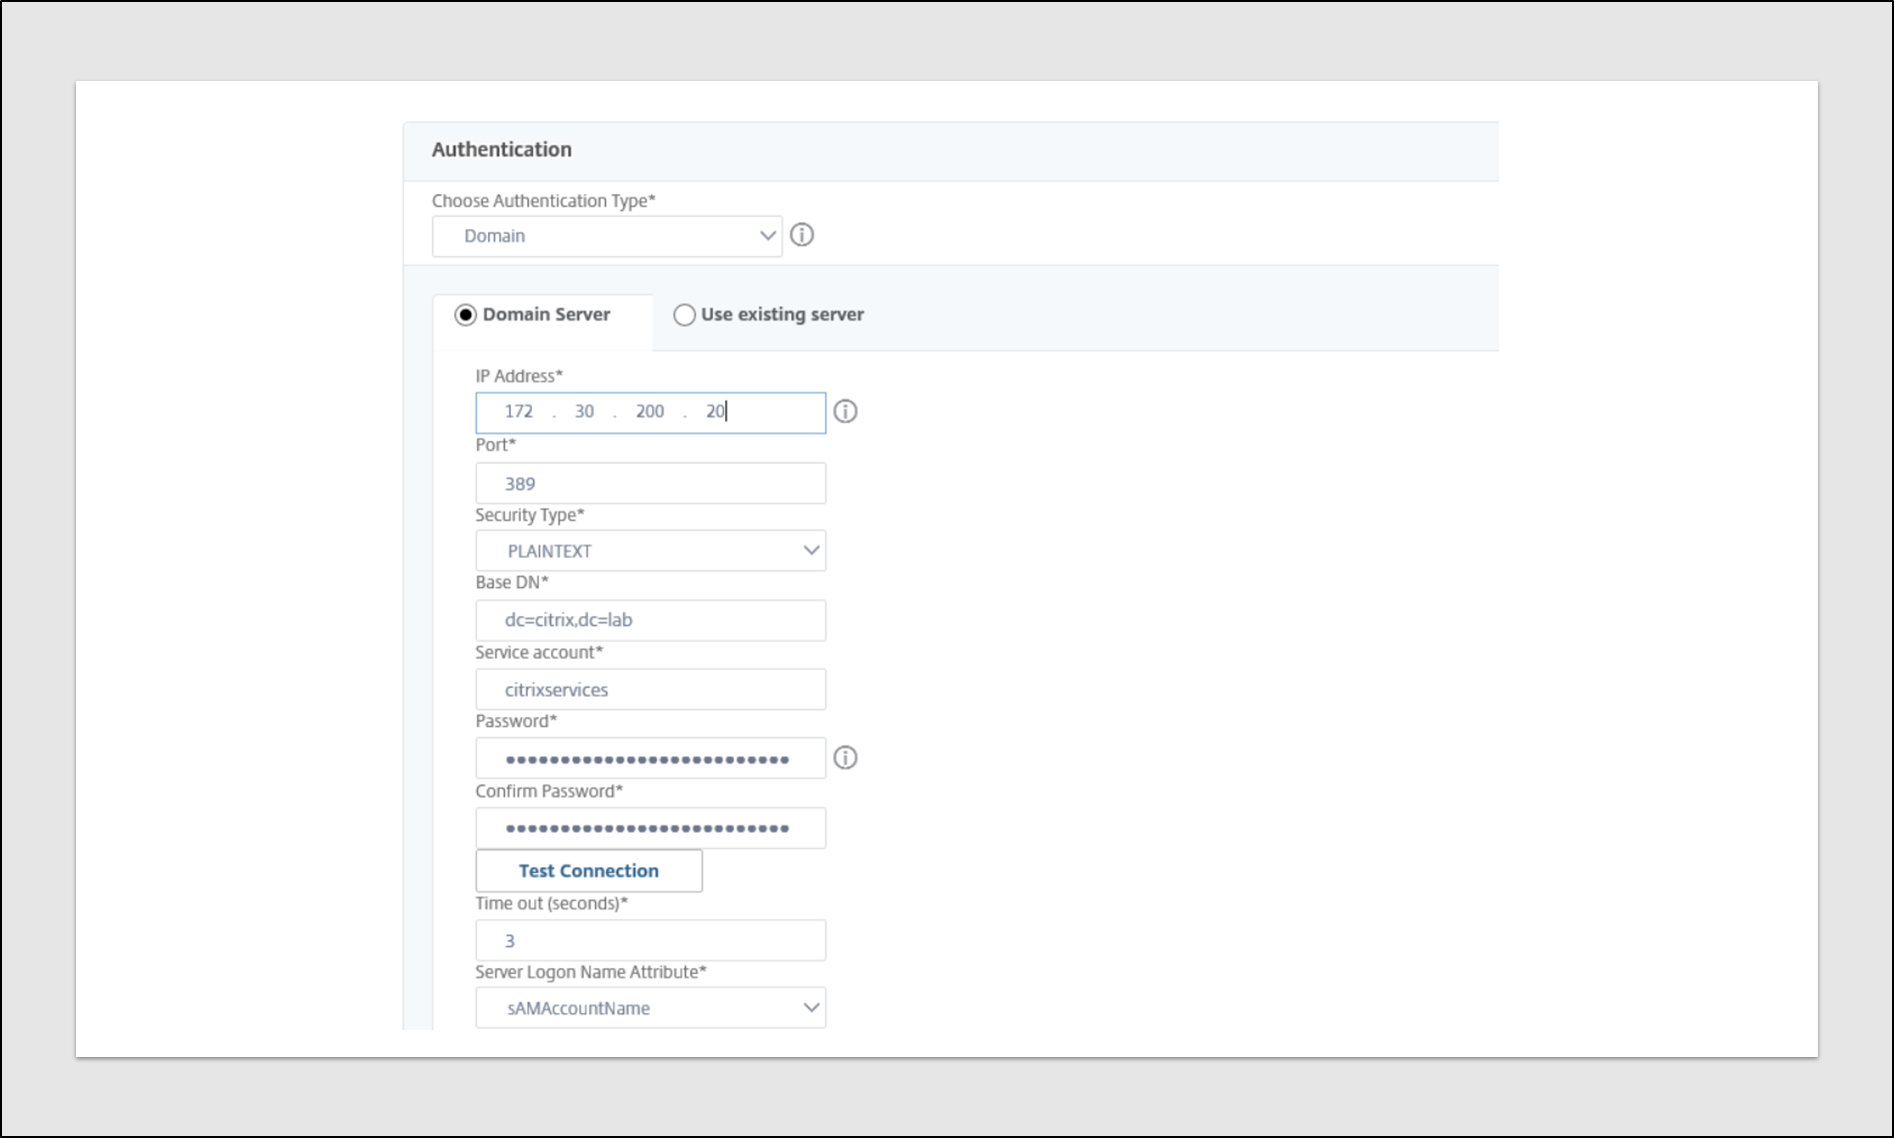 Authentication
Choose Authentication Type*
Domain
Domain Server Use existing server
IP Address*
172 . 30 . 200 . 20
Port*
389
Security Type*
PLAINTEXT
Base DN*
dc=citrix,dc=lab
Service account*
citrixservices
Password*
••••••••••••••••••••••••••
Confirm Password*
••••••••••••••••••••••••••
Test Connection
Time out (seconds)*
3
Server Logon Name Attribute*
sAMAccountName